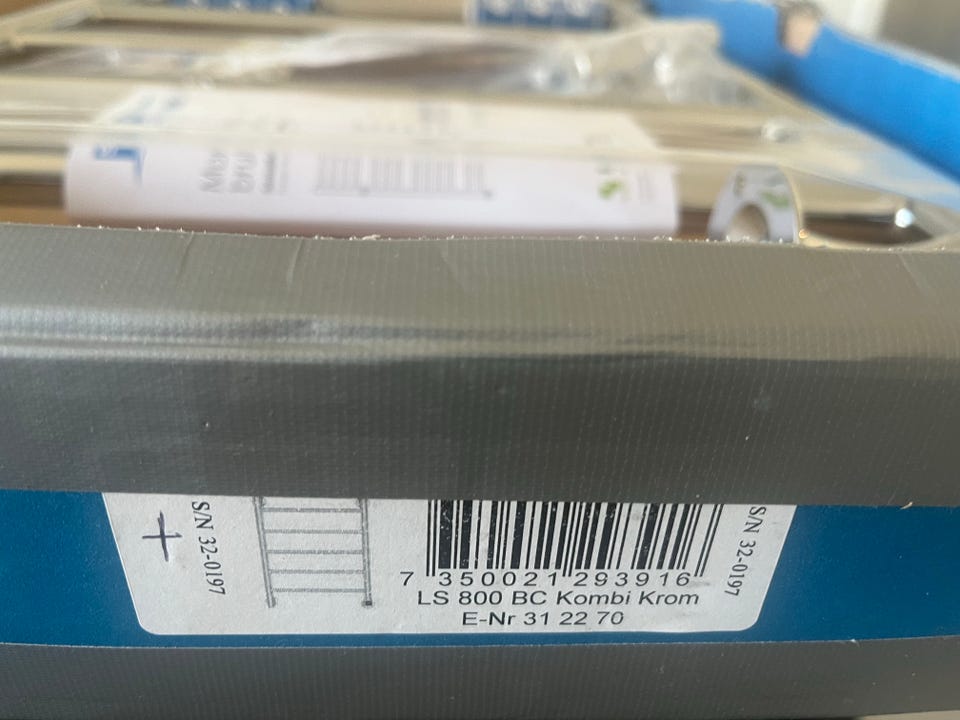 S/N 32-0197
7 350021 293916
LS 800 BC Kombi Krom
E-Nr 31 22 70
S/N 32-0197